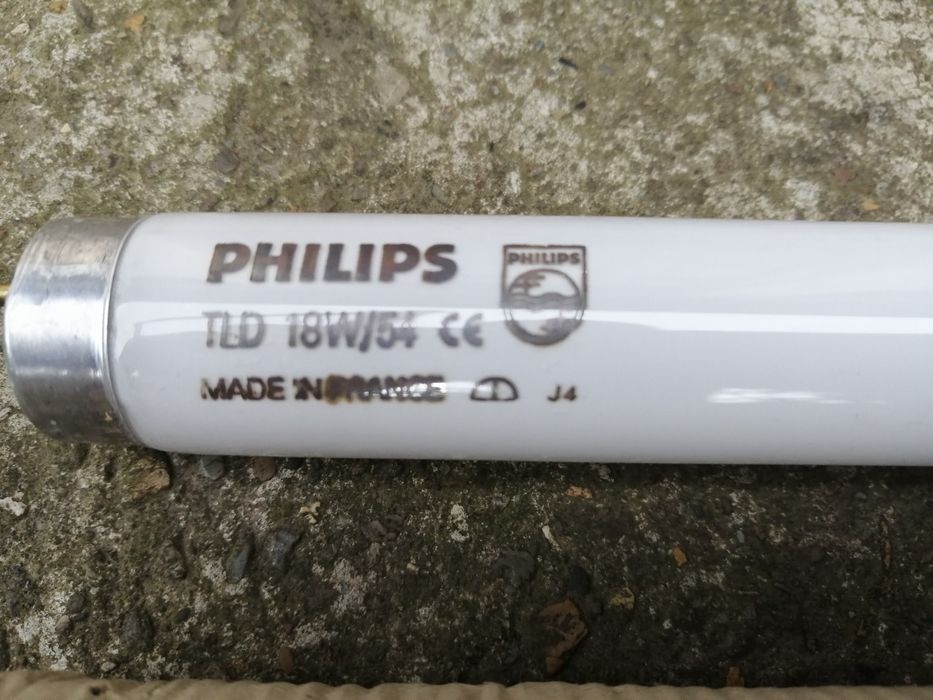 PHILIPS
PHILIPS
TLD 18W/54 CE
MADE IN FRANCE J4